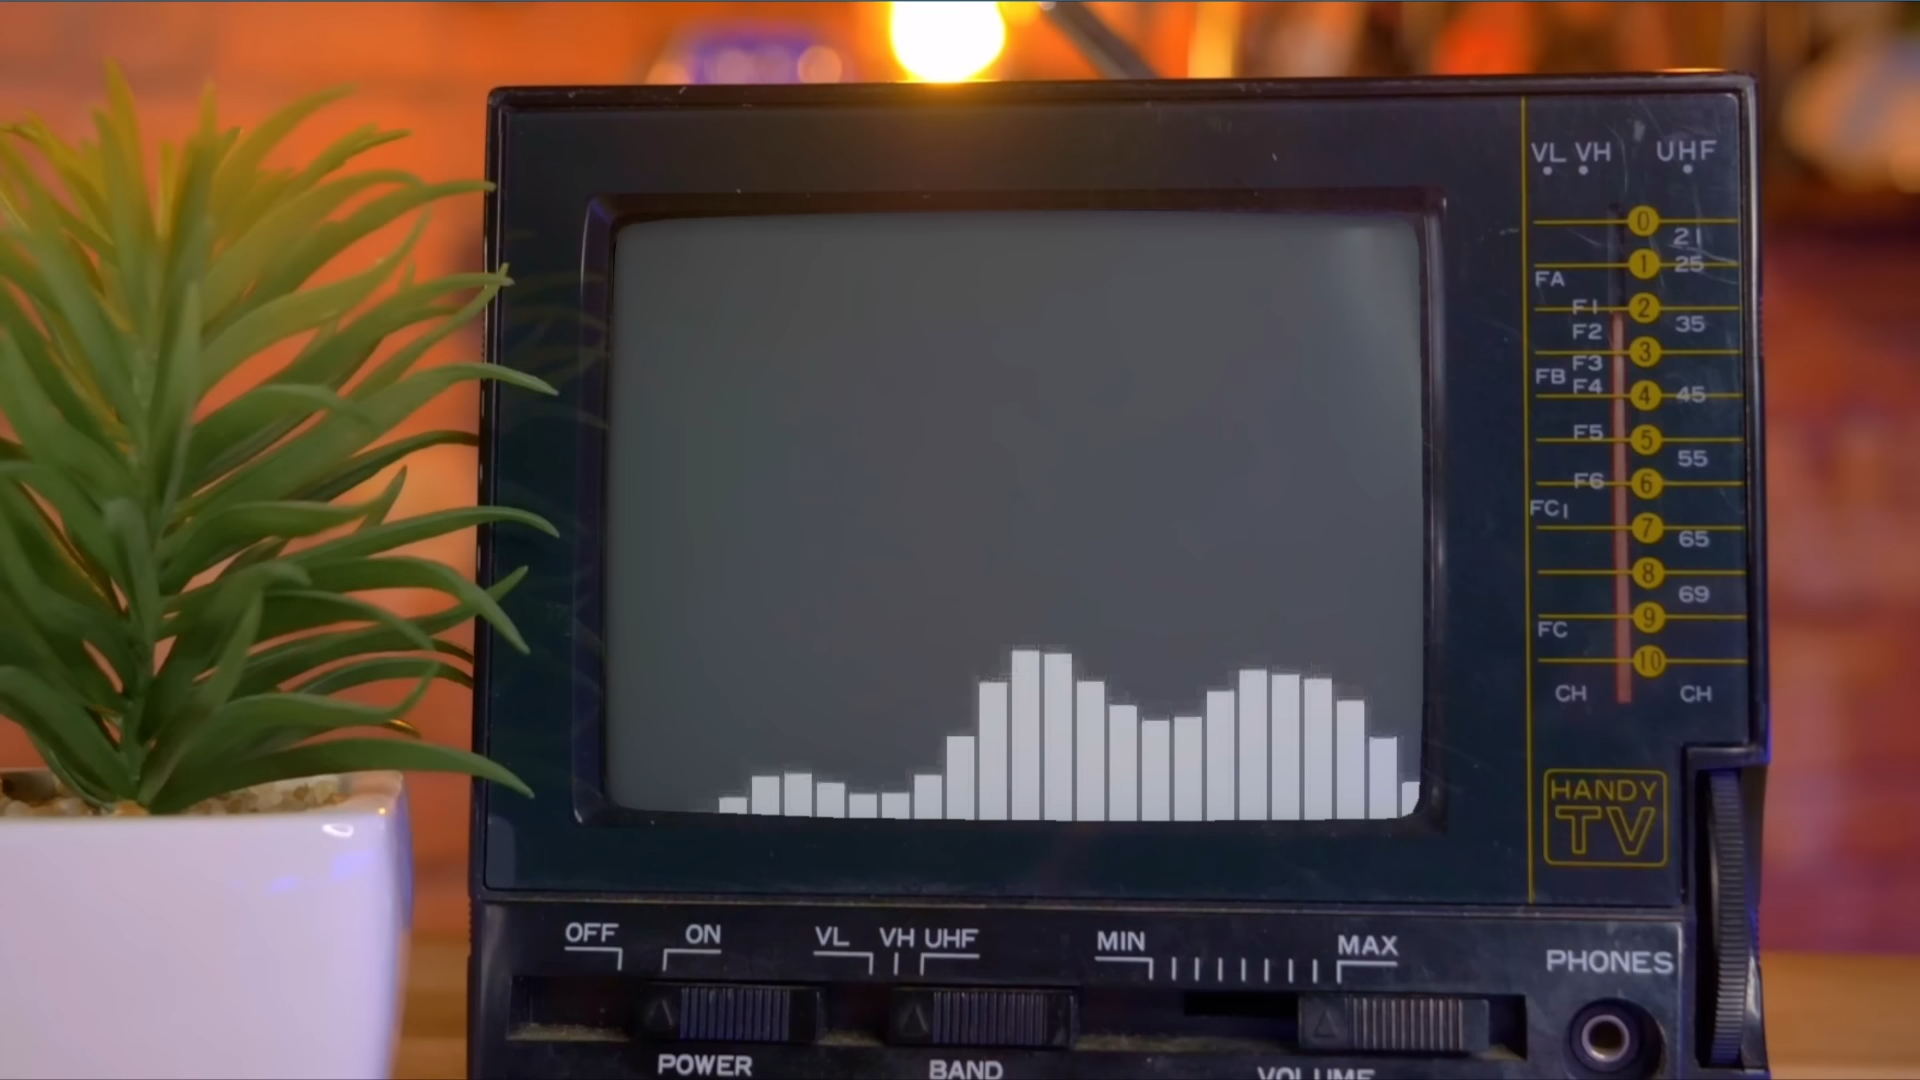 VL VH UHF
0
21
1 25
FA
F1 2
35
F2
3
F3
FB
F4 4 45
F5 5
55
F6 6
FC1
7
65
8
69
9
FC
10
CH CH
HANDY
TV
OFF ON VL VH UHF MIN MAX
PHONES
POWER BAND VOLUME